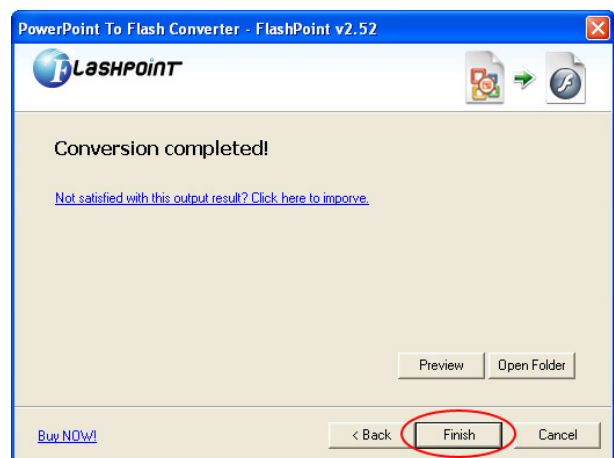 PowerPoint To Flash Converter - FlashPoint v2.52
FLASHPOINT
Conversion completed!
Not satisfied with this output result? Click here to imporve.
Preview Open Folder
Buy NOW! < Back Finish Cancel